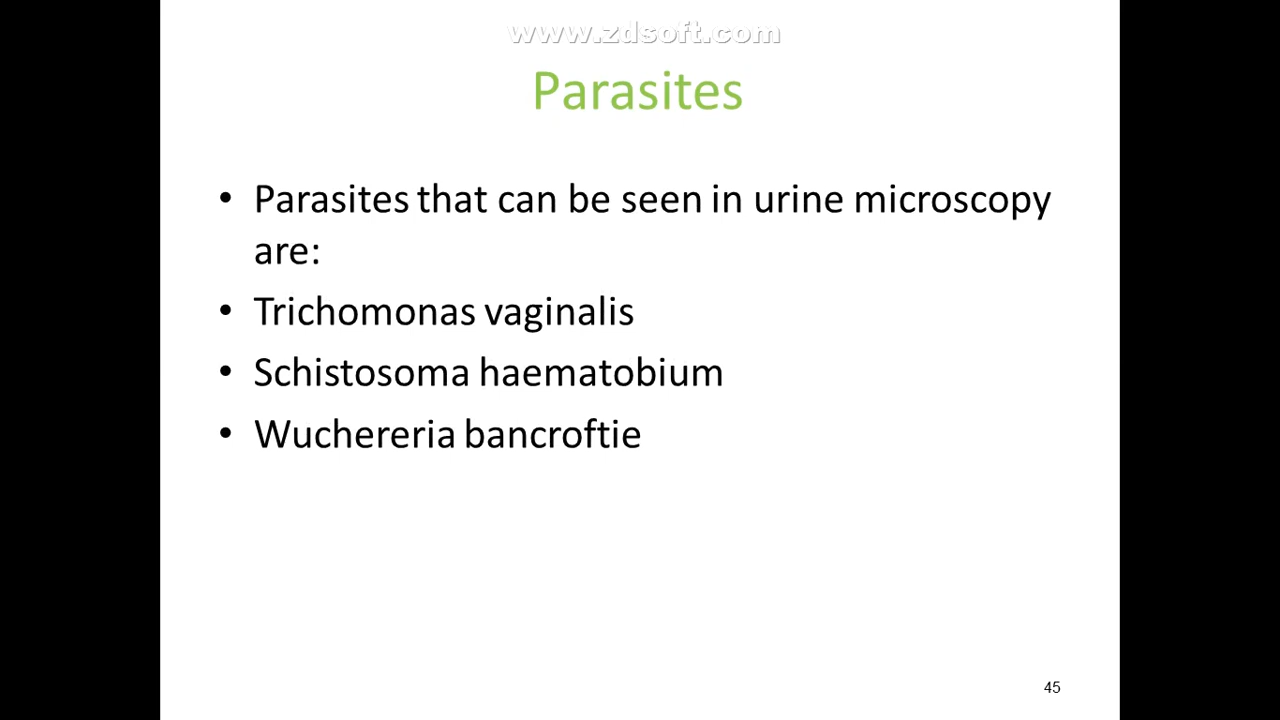 www.zdsoft.com
Parasites
• Parasites that can be seen in urine microscopy
are:
• Trichomonas vaginalis
• Schistosoma haematobium
• Wuchereria bancroftie
45